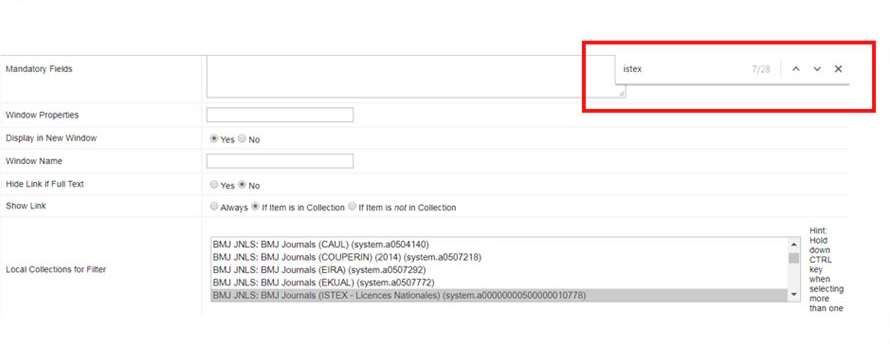 Mandatory Fields
istex 7/28
Window Properties
Display in New Window Yes No
Window Name
Hide Link if Full Text Yes No
Show Link Always If Item is in Collection If Item is not in Collection
Local Collections for Filter
BMJ JNLS: BMJ Journals (CAUL) (system.a0504140)
BMJ JNLS: BMJ Journals (COUPERIN) (2014) (system.a0507218)
BMJ JNLS: BMJ Journals (EIRA) (system.a0507292)
BMJ JNLS: BMJ Journals (EKUAL) (system.a0507772)
BMJ JNLS: BMJ Journals (ISTEX - Licences Nationales) (system.a00000000500000010778)
Hint:
Hold
down
CTRL
key
when
selecting
more
than one